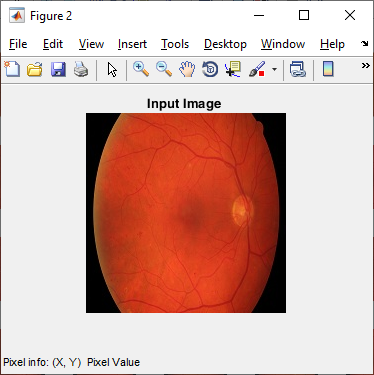 Figure 2
File Edit View Insert Tools Desktop Window Help
Input Image
Pixel info: (X, Y) Pixel Value